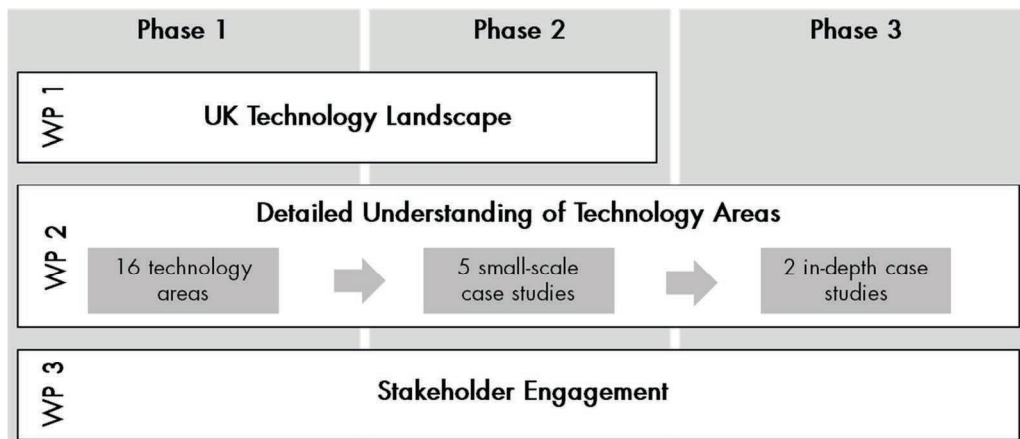 Phase 1
Phase 2
Phase 3
WP 1
UK Technology Landscape
WP 2
Detailed Understanding of Technology Areas
16 technology
areas
5 small-scale
case studies
2 in-depth case
studies
WP 3
Stakeholder Engagement